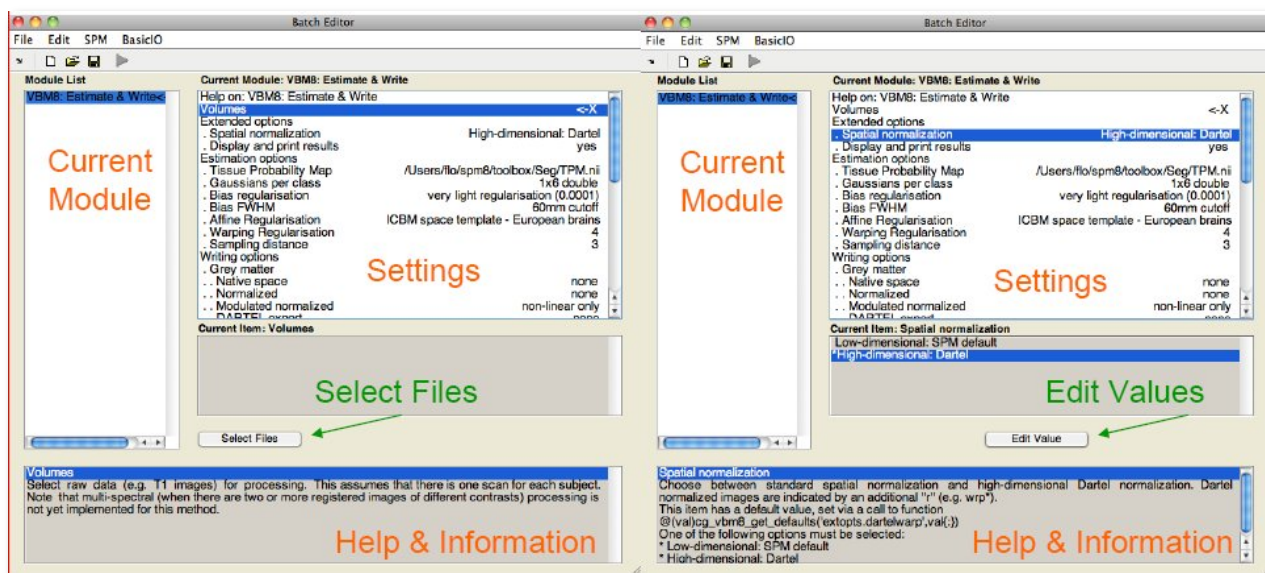 Batch Editor
File Edit SPM BasicIO
Module List
VBM8: Estimate & Write<-
Current Module
Current Module: VBM8: Estimate & Write
Help on: VBM8: Estimate & Write
Volumes <-X
Extended options
. Spatial normalization High-dimensional: Dartel
. Display and print results yes
Estimation options
. Tissue Probability Map /Users/flo/spm8/toolbox/Seg/TPM.nii
. Gaussians per class 1x6 double
. Bias regularisation very light regularisation (0.0001)
. Bias FWHM 60mm cutoff
. Affine Regularisation ICBM space template - European brains
. Warping Regularisation 4
. Sampling distance 3
Writing options
. Grey matter
. . Native space none
. . Normalized none
. . Modulated normalized non-linear only
. . DARTEL export none
Settings
Current Item: Volumes
Select Files
Select Files
Volumes
Select raw data (e.g. T1 images) for processing. This assumes that there is one scan for each subject.
Note that multi-spectral (when there are two or more registered images of different contrasts) processing is
not yet implemented for this method.
Help & Information
Batch Editor
File Edit SPM BasicIO
Module List
VBM8: Estimate & Write<
Current Module
Current Module: VBM8: Estimate & Write
Help on: VBM8: Estimate & Write
Volumes <-X
Extended options
. Spatial normalization High-dimensional: Dartel
. Display and print results yes
Estimation options
. Tissue Probability Map /Users/flo/spm8/toolbox/Seg/TPM.nii
. Gaussians per class 1x6 double
. Bias regularisation very light regularisation (0.0001)
. Bias FWHM 60mm cutoff
. Affine Regularisation ICBM space template - European brains
. Warping Regularisation 4
. Sampling distance 3
Writing options
. Grey matter
. . Native space none
. . Normalized none
. . Modulated normalized non-linear only
. . DARTEL export none
Settings
Current Item: Spatial normalization
Low-dimensional: SPM default
*High-dimensional: Dartel
Edit Values
Edit Value
Spatial normalization
Choose between standard spatial normalization and high-dimensional Dartel normalization. Dartel
normalized images are indicated by an additional "r" (e.g. wrp*).
This item has a default value, set via a call to function
@(val)cg_vbm8_get_defaults('extopts.dartelwarp',val{:})
One of the following options must be selected:
* Low-dimensional: SPM default
* High-dimensional: Dartel
Help & Information